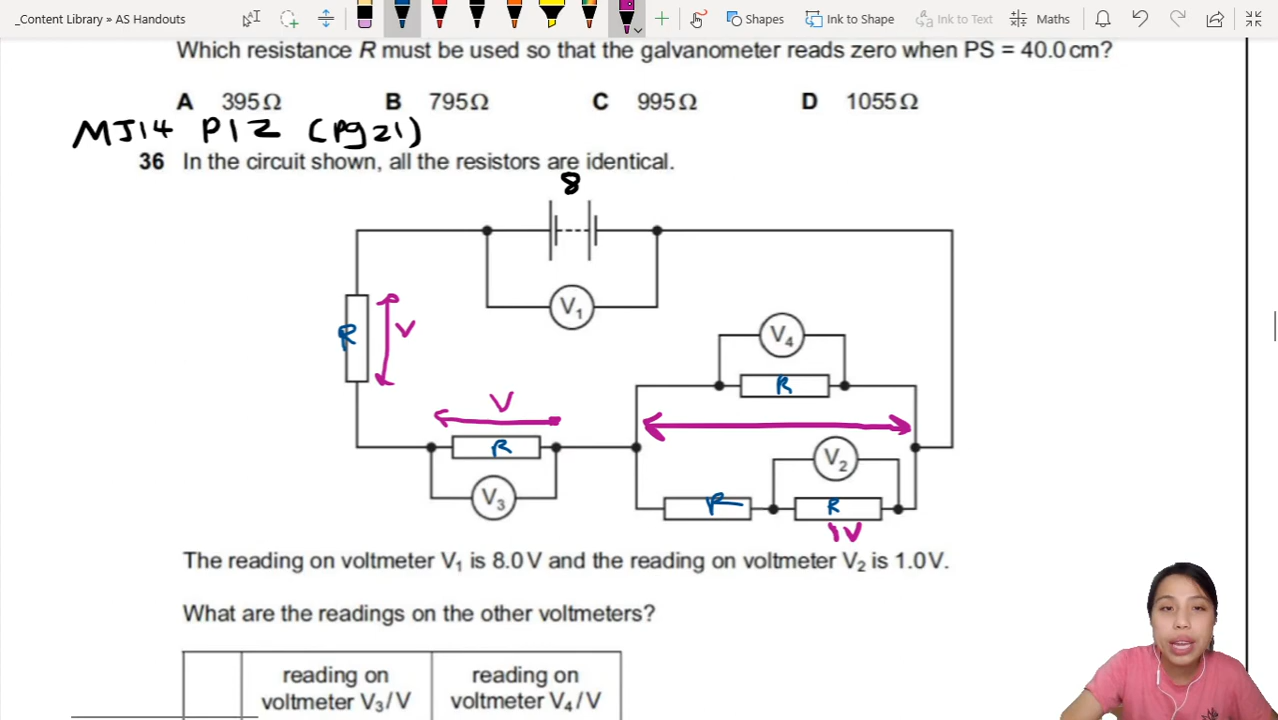 _Content Library » AS Handouts
Shapes
Ink to Shape
Ink to Text
Maths
Which resistance R must be used so that the galvanometer reads zero when PS = 40.0 cm?
A 395Ω B 795Ω C 995Ω D 1055Ω
MJ14 P12 (pg21)
36 In the circuit shown, all the resistors are identical.
8
V1
R V
V4
R
V
R
V3
V2
R
R
1V
The reading on voltmeter V1 is 8.0 V and the reading on voltmeter V2 is 1.0 V.
What are the readings on the other voltmeters?
reading on voltmeter V3/V
reading on voltmeter V4/V